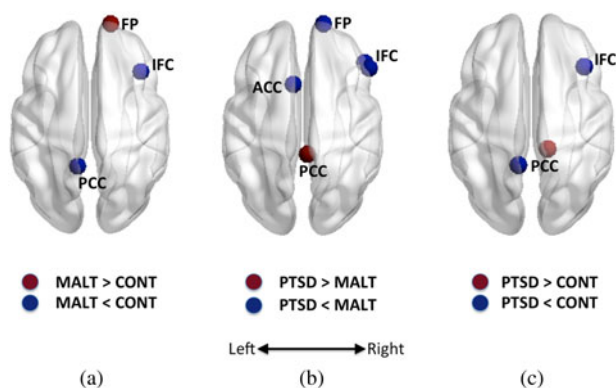 FP
IFC
PCC
FP
IFC
ACC
PCC
IFC
PCC
MALT > CONT
MALT < CONT
PTSD > MALT
PTSD < MALT
PTSD > CONT
PTSD < CONT
Left Right
(a) (b) (c)